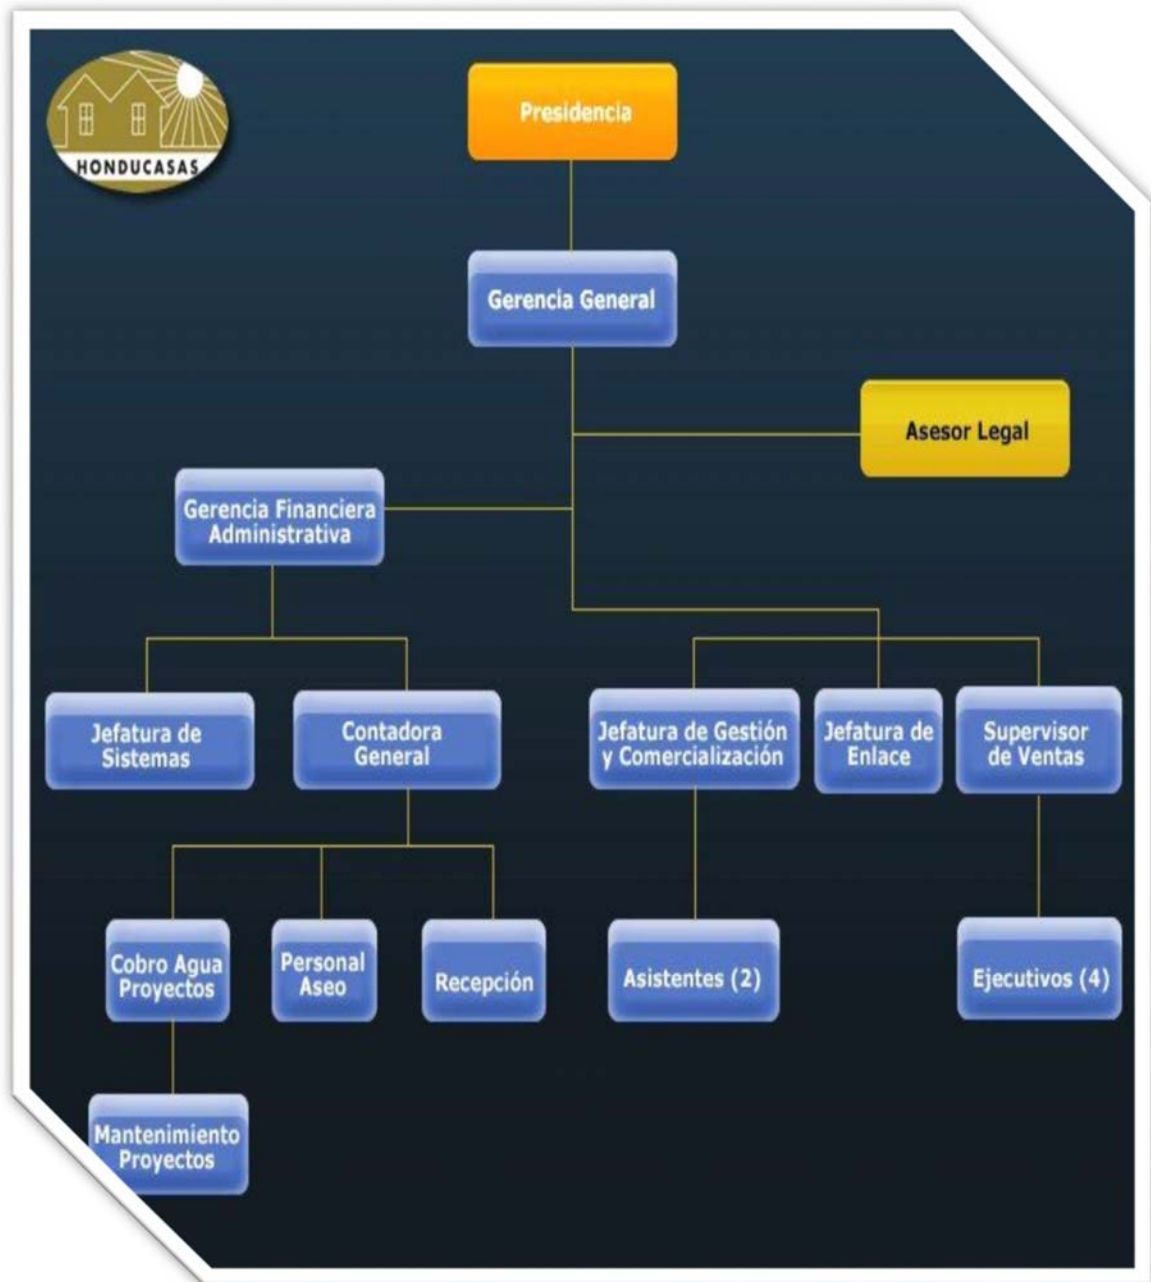 HONDUCASAS
Presidencia
Gerencia General
Asesor Legal
Gerencia Financiera
Administrativa
Jefatura de
Sistemas
Contadora
General
Jefatura de Gestión
y Comercialización
Jefatura de
Enlace
Supervisor
de Ventas
Cobro Agua
Proyectos
Personal
Aseo
Recepción
Asistentes (2)
Ejecutivos (4)
Mantenimiento
Proyectos